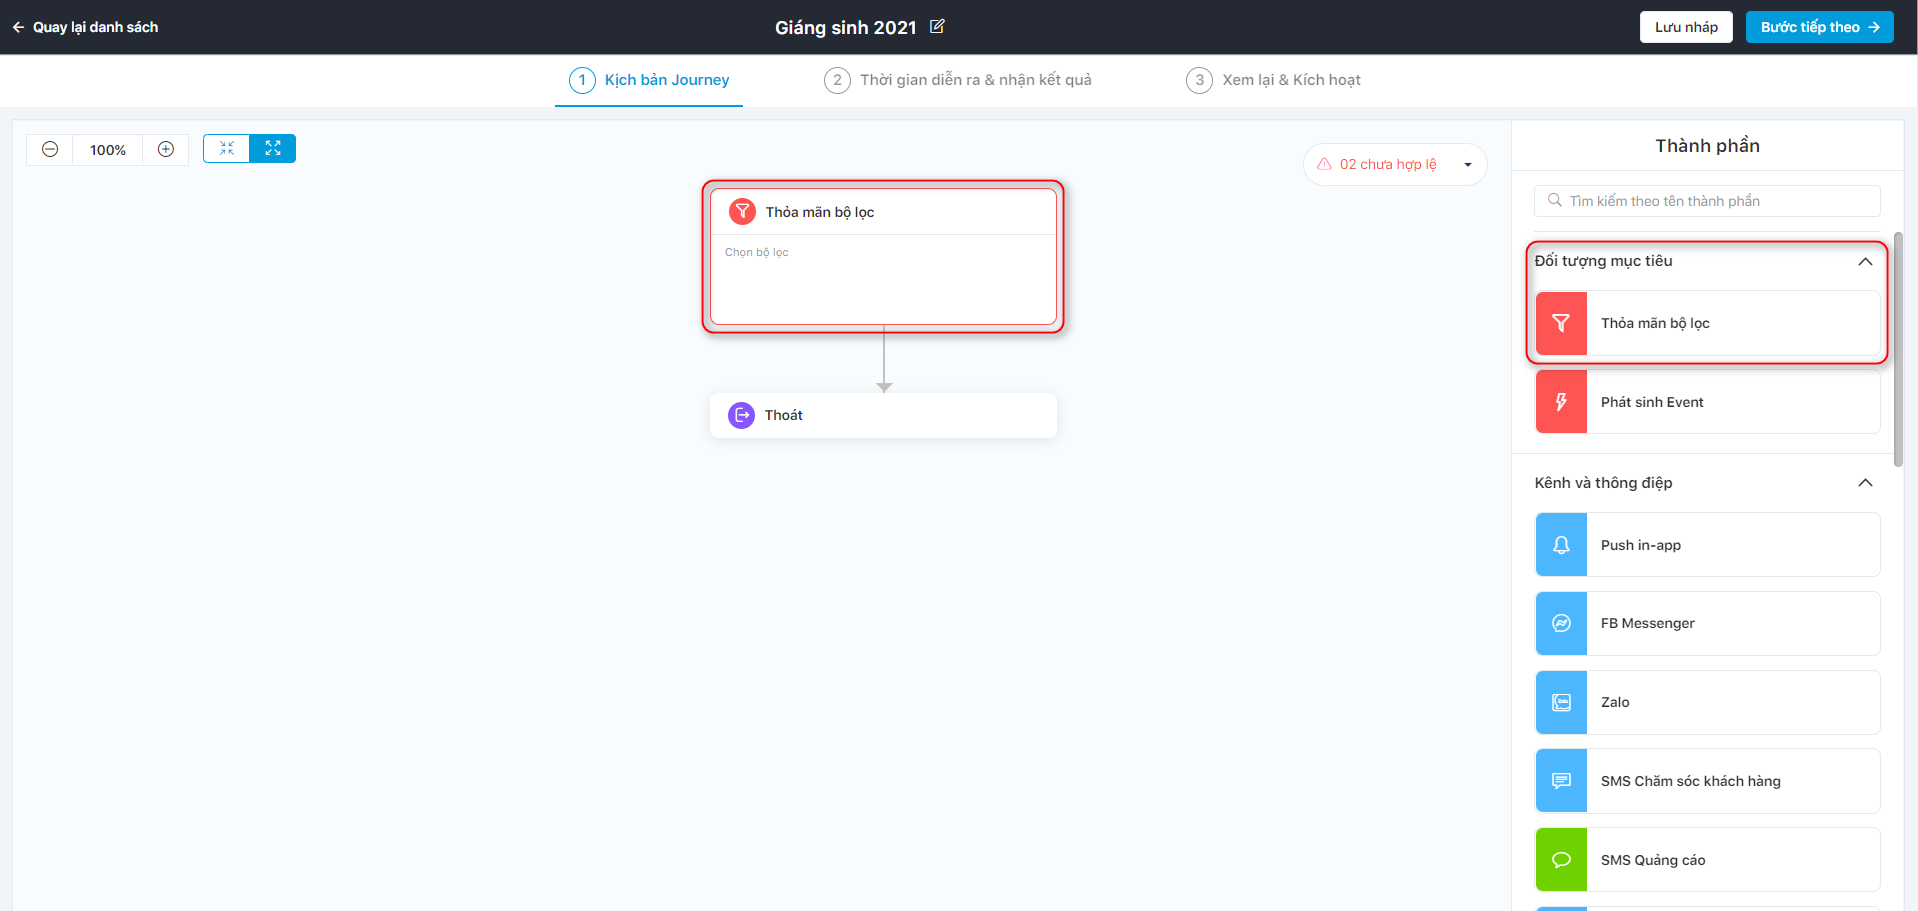 Quay lại danh sách
Giáng sinh 2021
Lưu nháp
Bước tiếp theo
1 Kịch bản Journey
2 Thời gian diễn ra & nhận kết quả
3 Xem lại & Kích hoạt
100%
02 chưa hợp lệ
Thỏa mãn bộ lọc
Chọn bộ lọc
Thoát
Thành phần
Tìm kiếm theo tên thành phần
Đối tượng mục tiêu
Thỏa mãn bộ lọc
Phát sinh Event
Kênh và thông điệp
Push in-app
FB Messenger
Zalo
SMS Chăm sóc khách hàng
SMS Quảng cáo